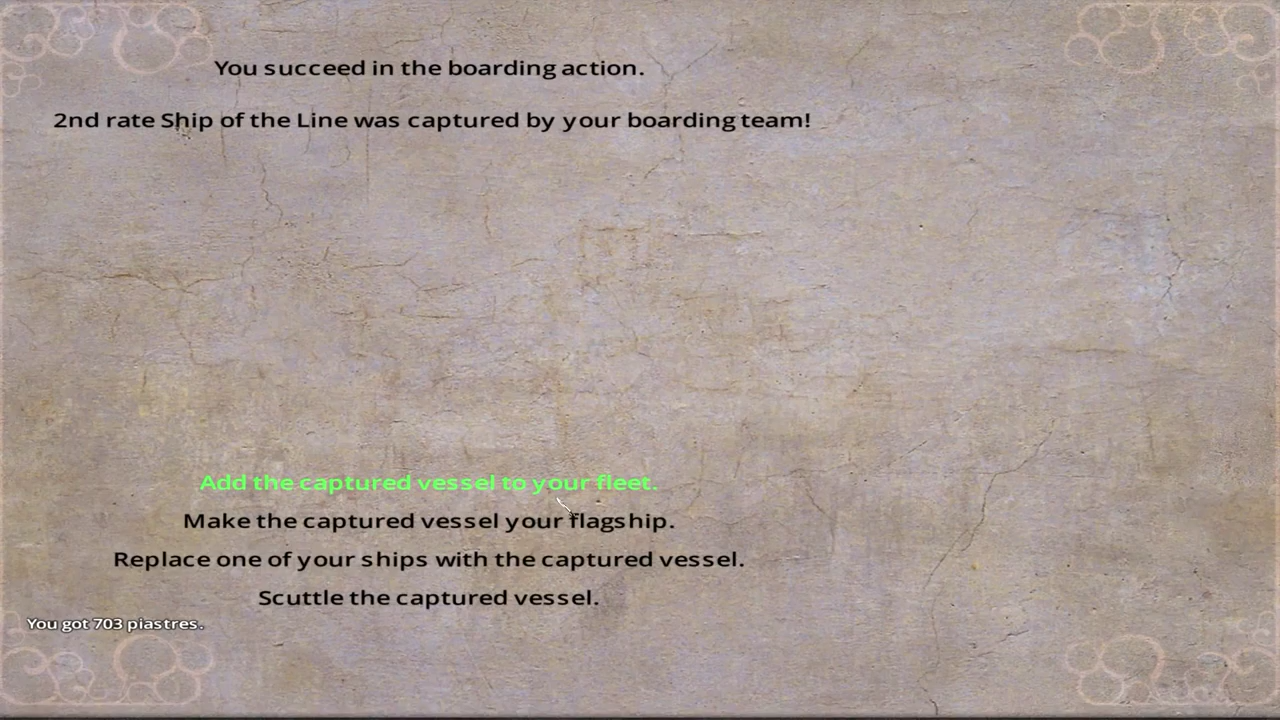 You succeed in the boarding action.
2nd rate Ship of the Line was captured by your boarding team!
Add the captured vessel to your fleet.
Make the captured vessel your flagship.
Replace one of your ships with the captured vessel.
Scuttle the captured vessel.
You got 703 piastres.